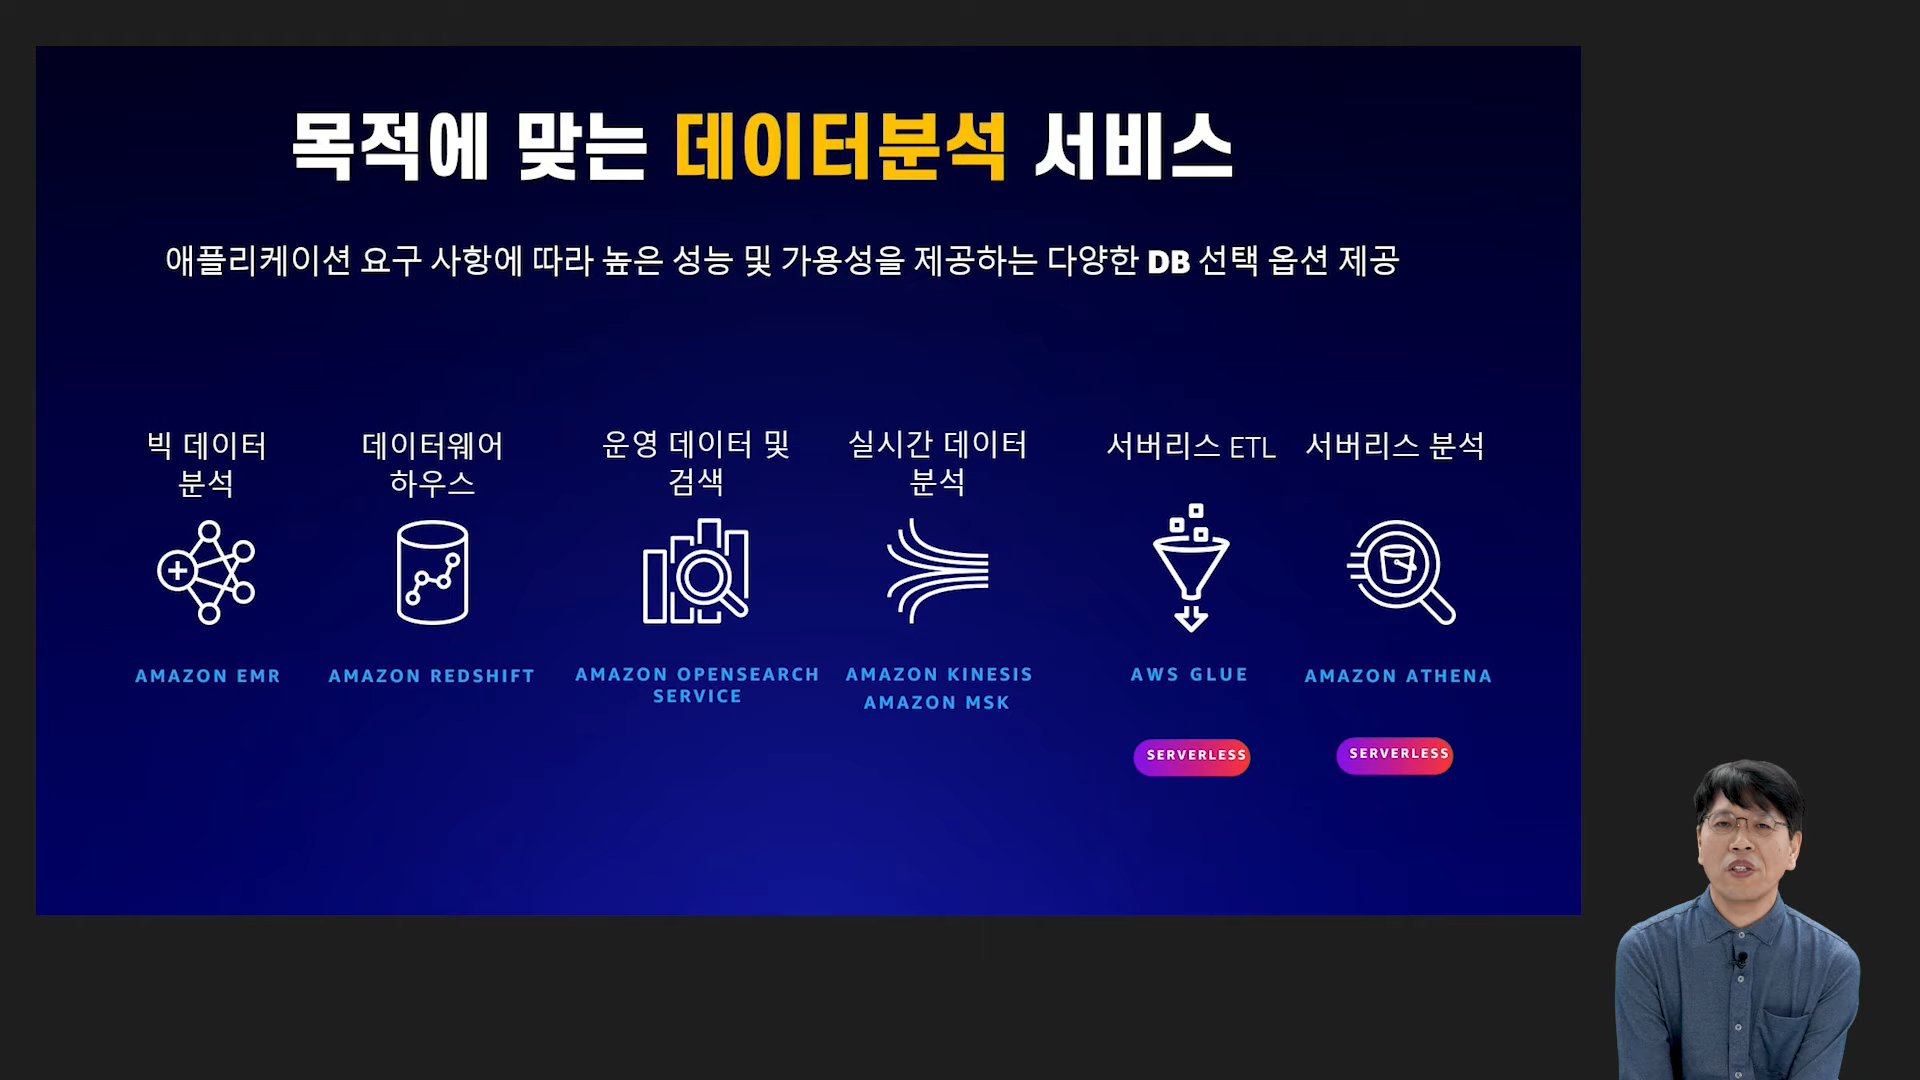 목적에 맞는 데이터분석 서비스
애플리케이션 요구 사항에 따라 높은 성능 및 가용성을 제공하는 다양한 DB 선택 옵션 제공
빅 데이터
분석
AMAZON EMR
데이터웨어
하우스
AMAZON REDSHIFT
운영 데이터 및
검색
AMAZON OPENSEARCH
SERVICE
실시간 데이터
분석
AMAZON KINESIS
AMAZON MSK
서버리스 ETL
AWS GLUE
SERVERLESS
서버리스 분석
AMAZON ATHENA
SERVERLESS